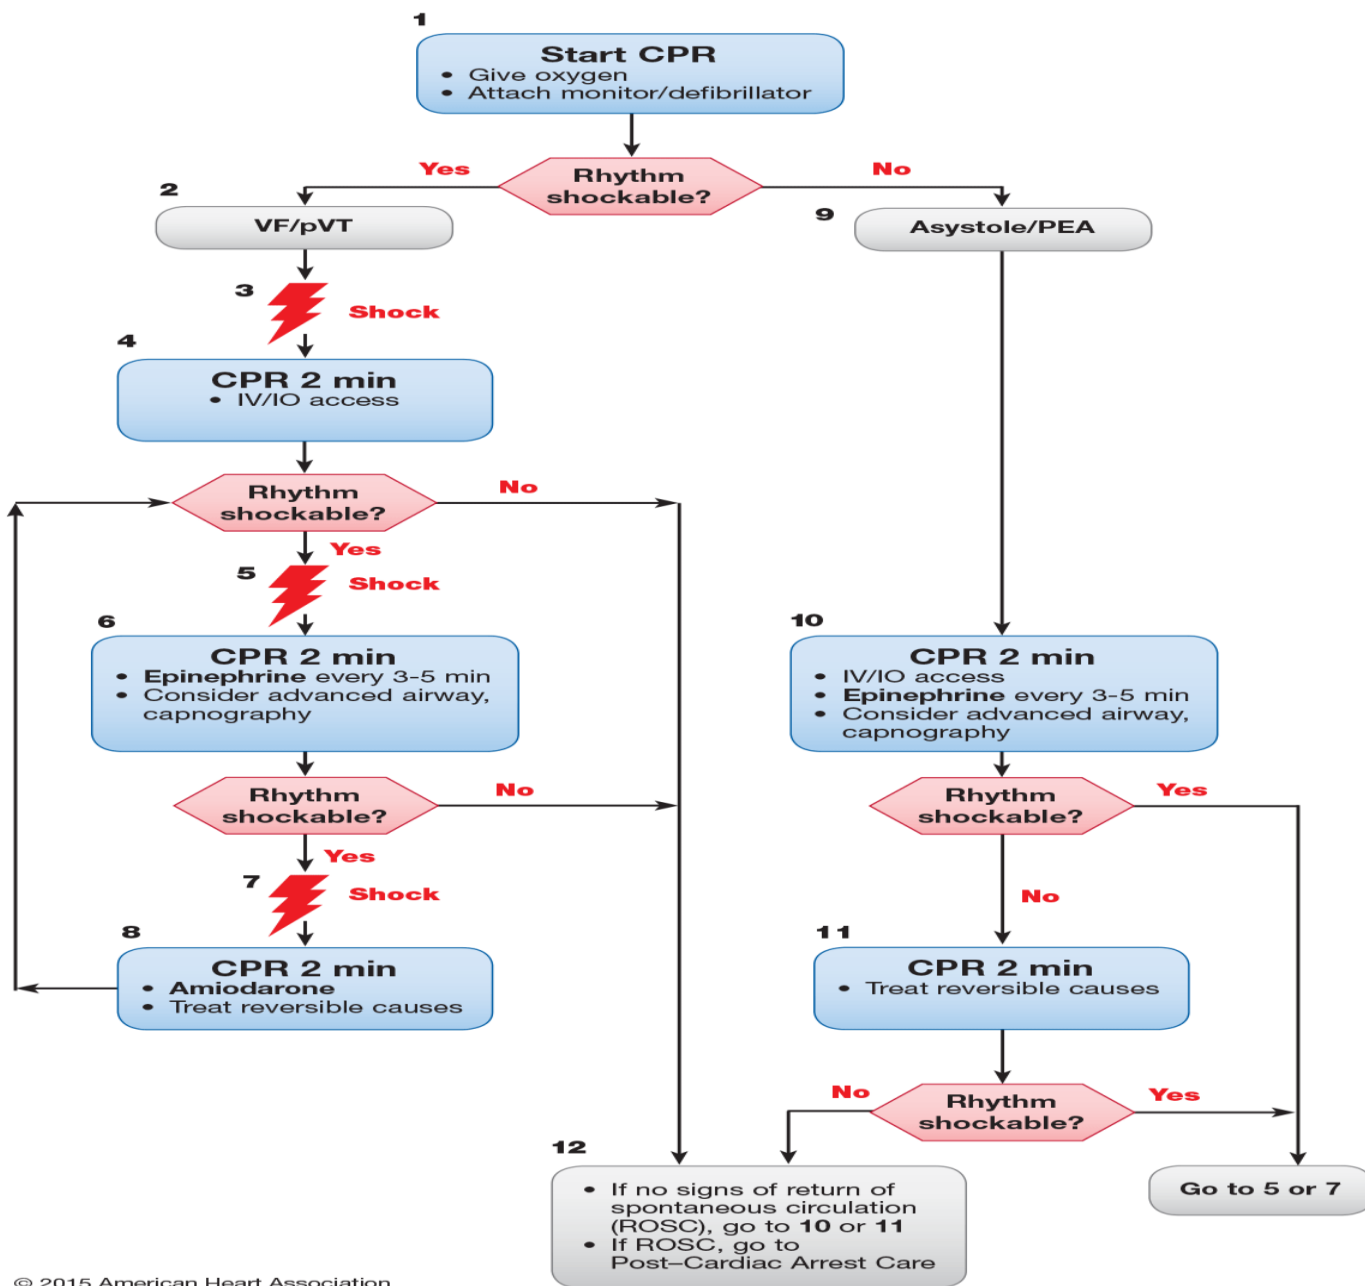 1
Start CPR
• Give oxygen
• Attach monitor/defibrillator
Rhythm
shockable?
Yes
No
2
VF/pVT
9
Asystole/PEA
3
Shock
4
CPR 2 min
• IV/IO access
Rhythm
shockable?
No
Yes
5
Shock
6
CPR 2 min
• Epinephrine every 3-5 min
• Consider advanced airway,
capnography
Rhythm
shockable?
No
Yes
7
Shock
8
CPR 2 min
• Amiodarone
• Treat reversible causes
10
CPR 2 min
• IV/IO access
• Epinephrine every 3-5 min
• Consider advanced airway,
capnography
Rhythm
shockable?
Yes
No
11
CPR 2 min
• Treat reversible causes
Rhythm
shockable?
No
Yes
12
• If no signs of return of
spontaneous circulation
(ROSC), go to 10 or 11
• If ROSC, go to
Post–Cardiac Arrest Care
Go to 5 or 7
© 2015 American Heart Association